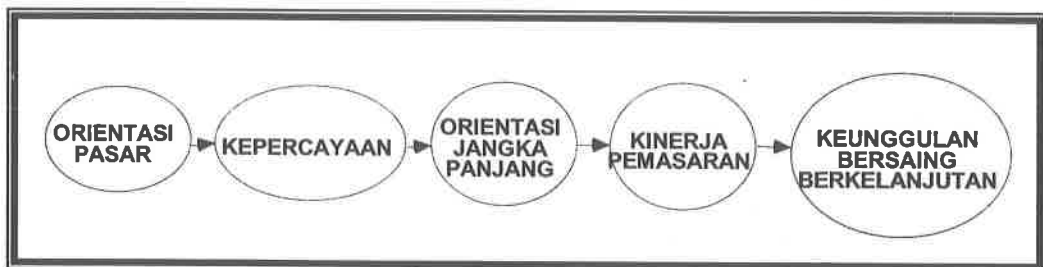 ORIENTASI
PASAR
KEPERCAYAAN
ORIENTASI
JANGKA
PANJANG
KINERJA
PEMASARAN
KEUNGGULAN
BERSAING
BERKELANJUTAN